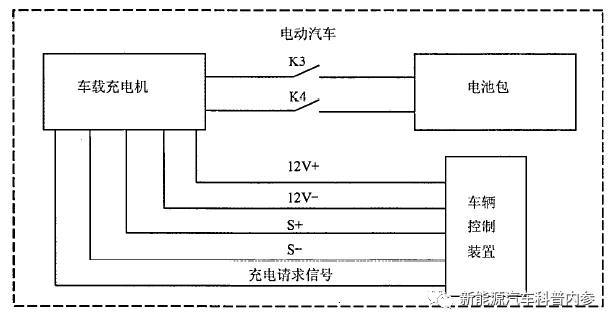 电动汽车
车载充电机
K3
K4
电池包
12V+
12V−
S+
S−
充电请求信号
车辆
控制
装置
新能源汽车科普内参